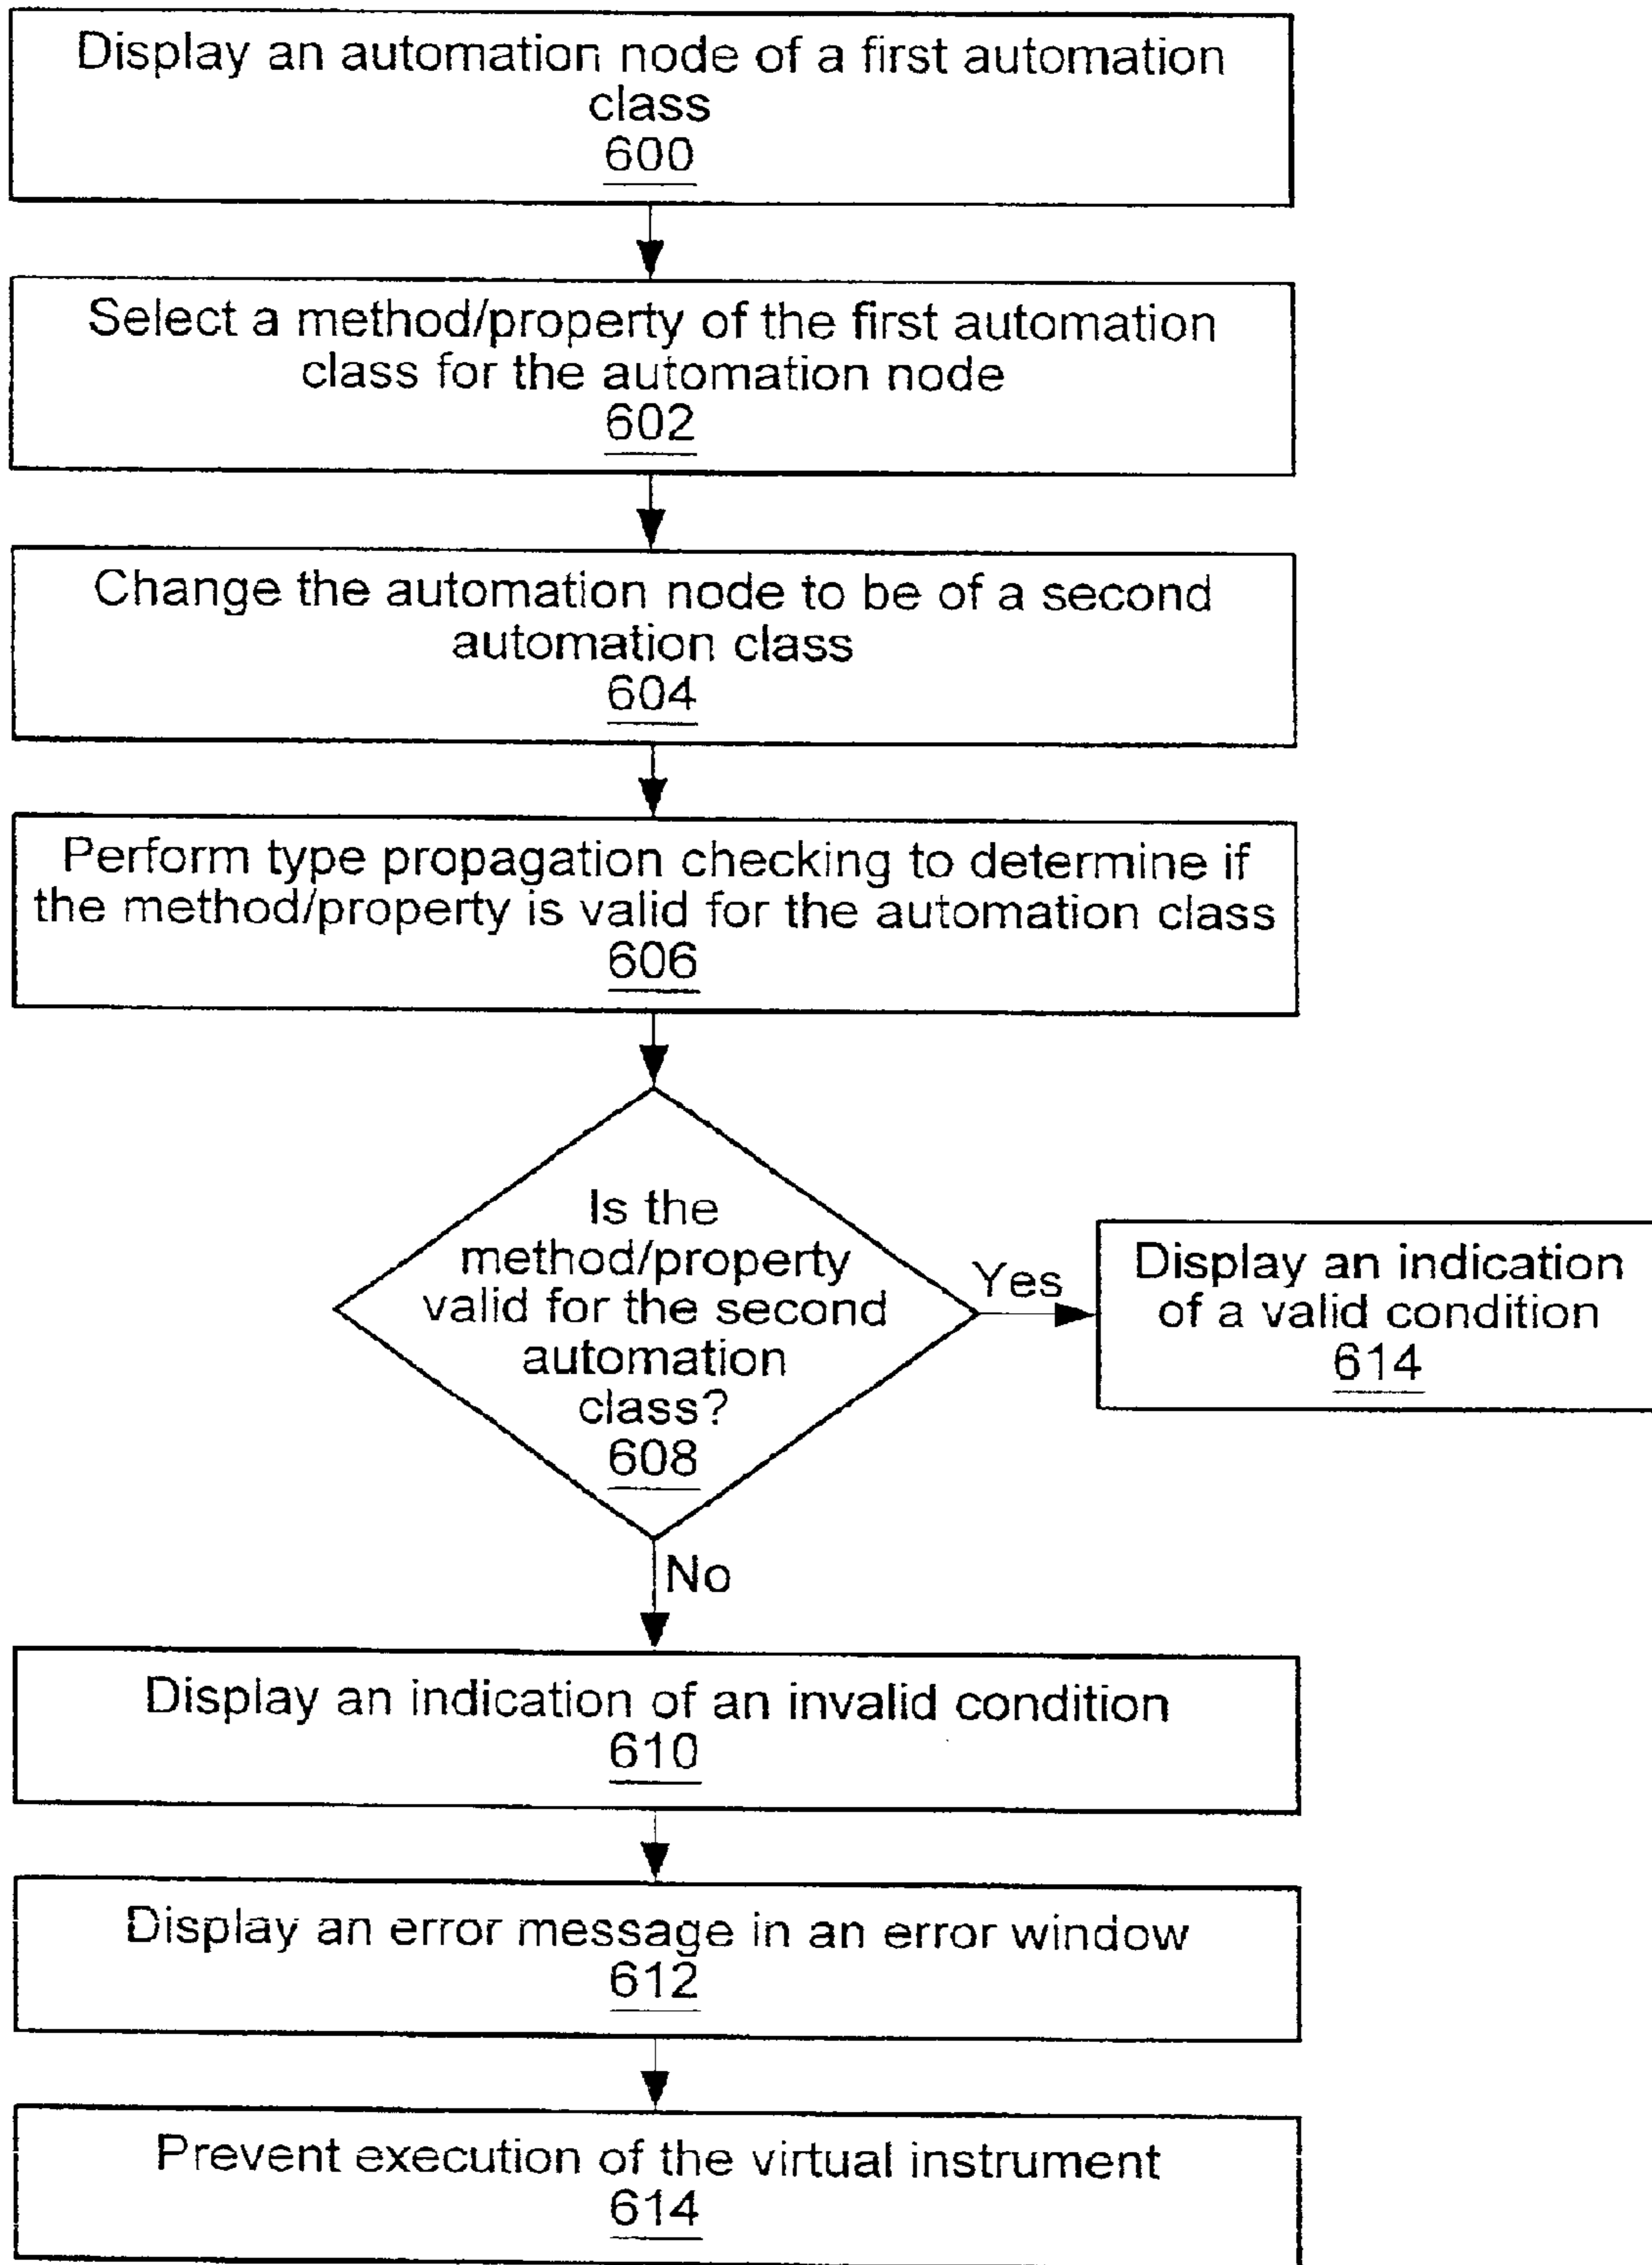 Display an automation node of a first automation
class
600
Select a method/property of the first automation
class for the automation node
602
Change the automation node to be of a second
automation class
604
Perform type propagation checking to determine if
the method/property is valid for the automation class
606
Is the
method/property
valid for the second
automation
class?
608
Yes
Display an indication
of a valid condition
614
No
Display an indication of an invalid condition
610
Display an error message in an error window
612
Prevent execution of the virtual instrument
614